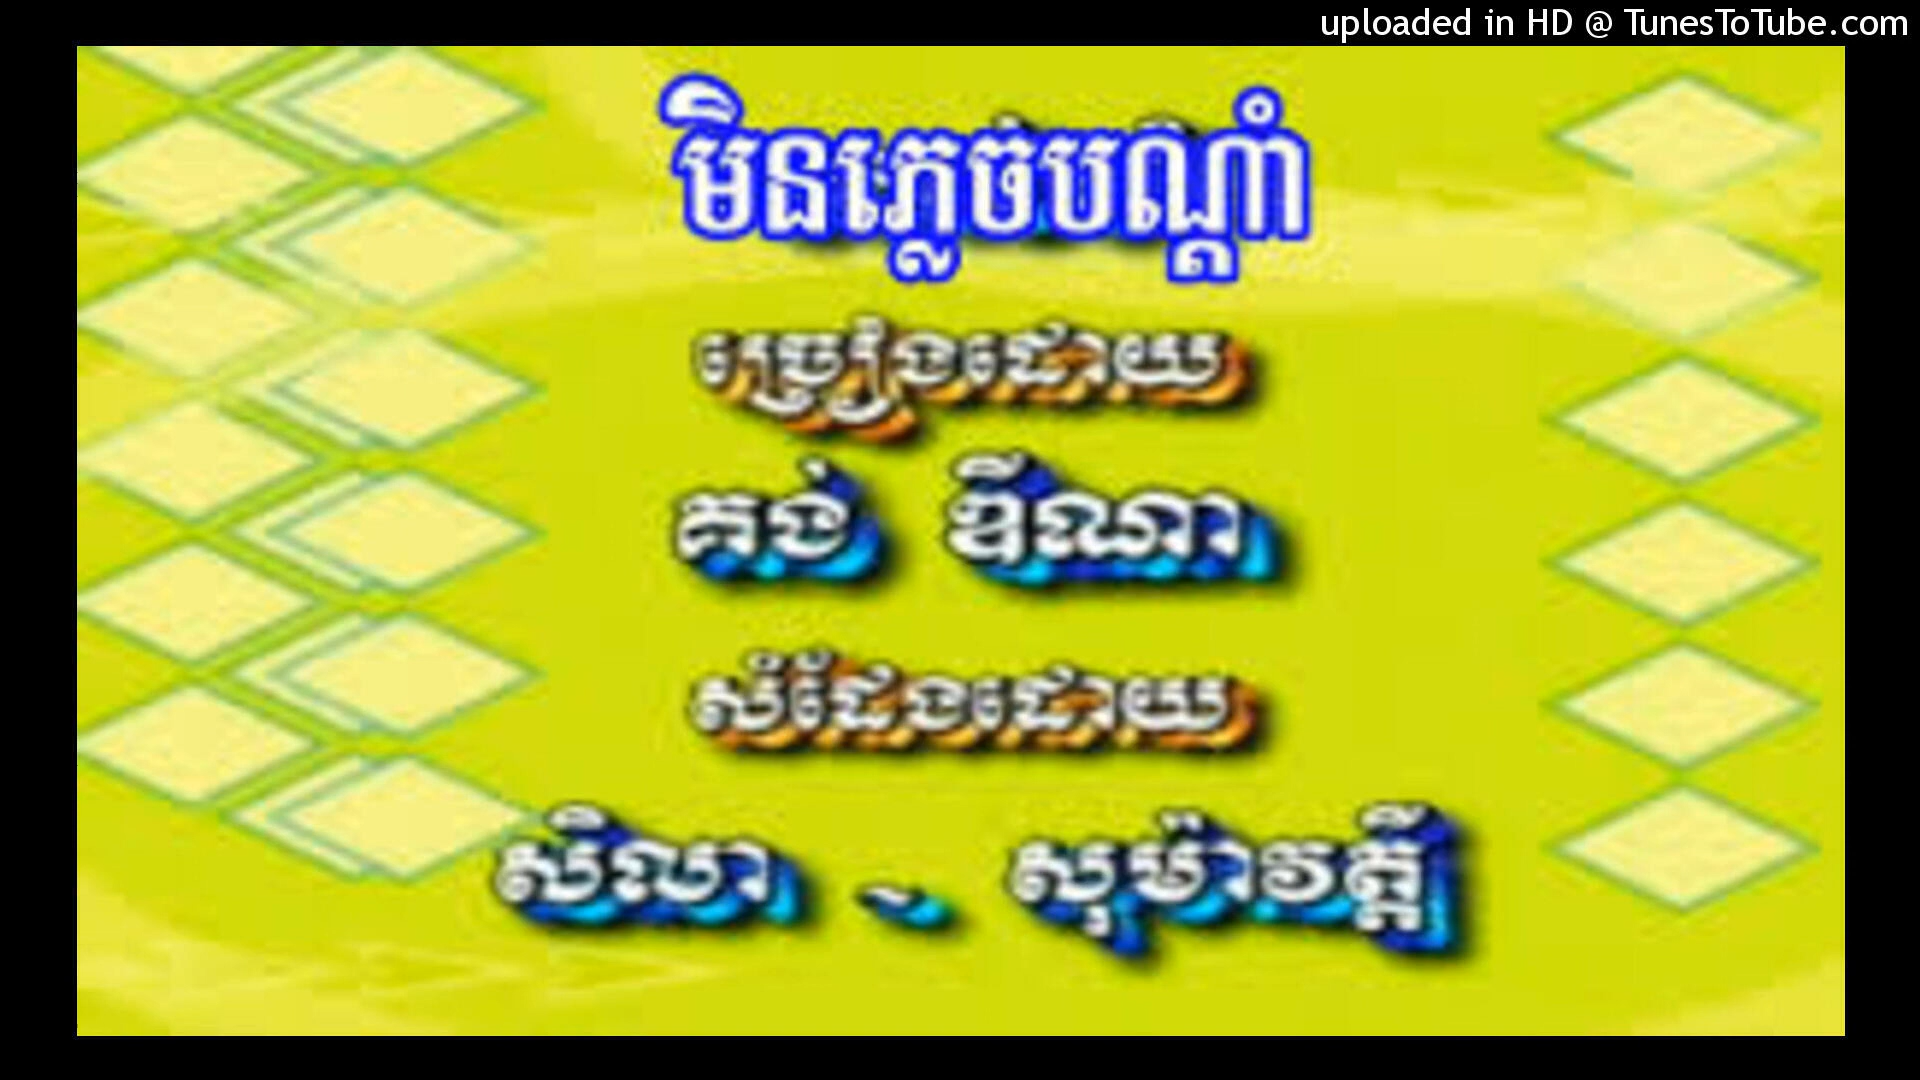 uploaded in HD @ TunesToTube.com
មិនភ្លេចបណ្តាំ
ច្រៀងដោយ
គង់ ឌីណា
សំដែងដោយ
សិលា - សុម៉ាវត្តី